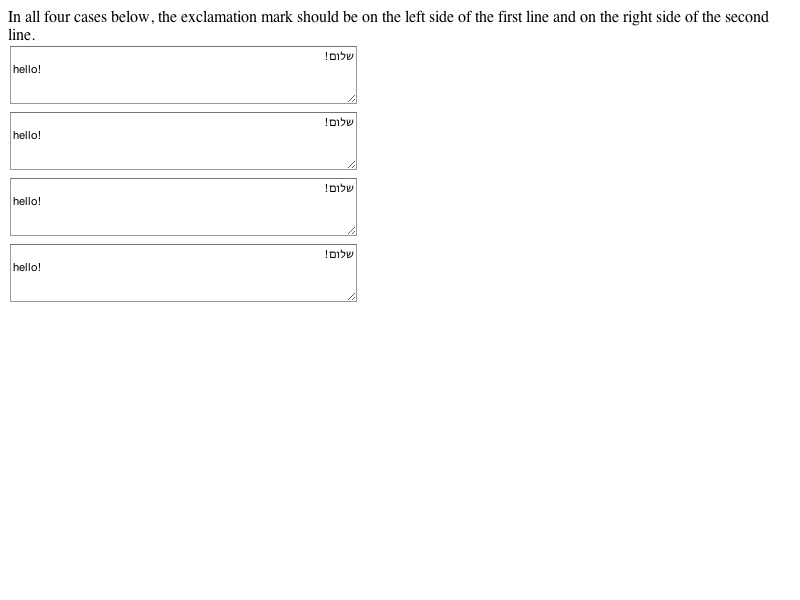 In all four cases below, the exclamation mark should be on the left side of the first line and on the right side of the second
line.
שלום!
hello!
שלום!
hello!
שלום!
hello!
שלום!
hello!